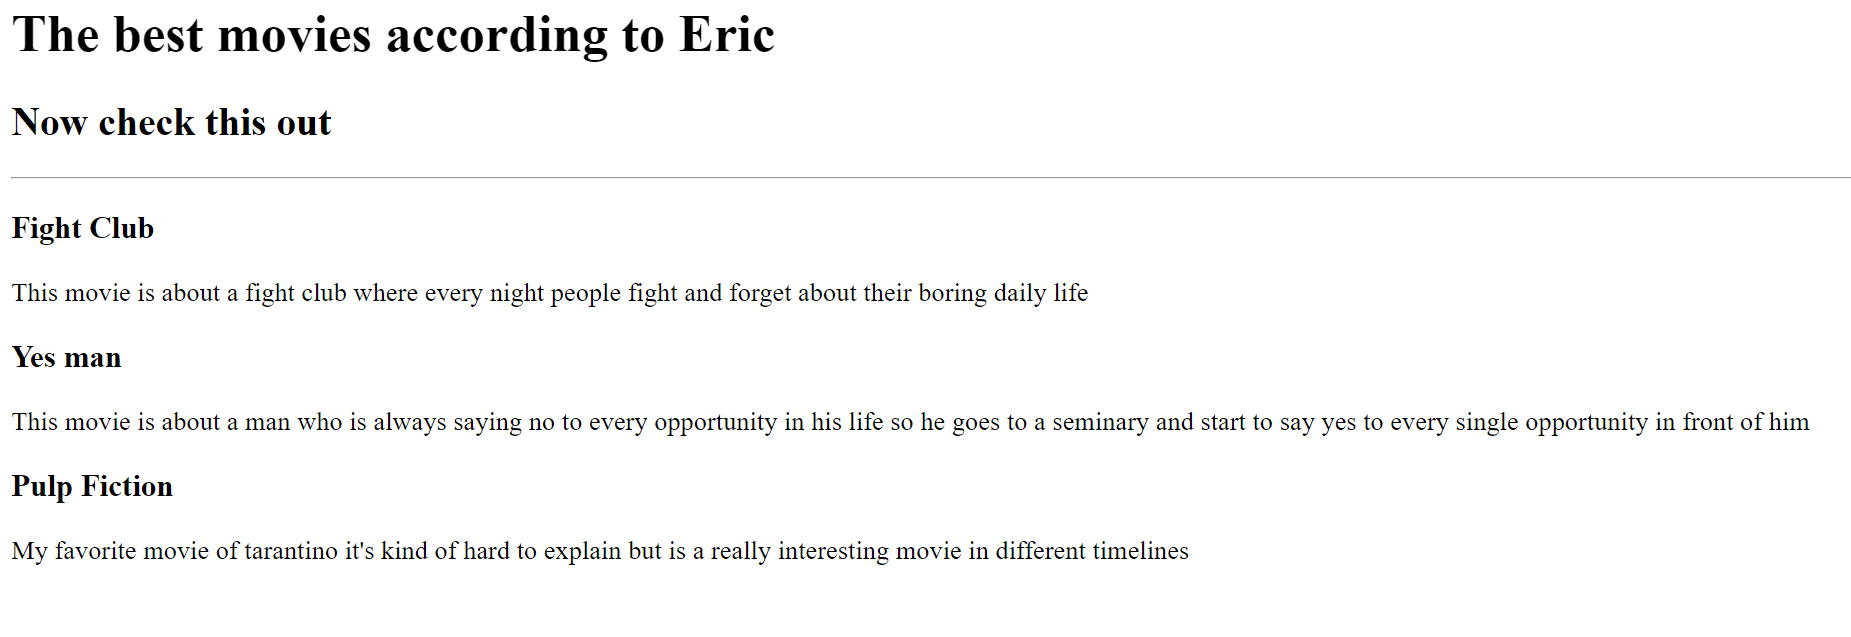 The best movies according to Eric
Now check this out
Fight Club
This movie is about a fight club where every night people fight and forget about their boring daily life
Yes man
This movie is about a man who is always saying no to every opportunity in his life so he goes to a seminary and start to say yes to every single opportunity in front of him
Pulp Fiction
My favorite movie of tarantino it's kind of hard to explain but is a really interesting movie in different timelines